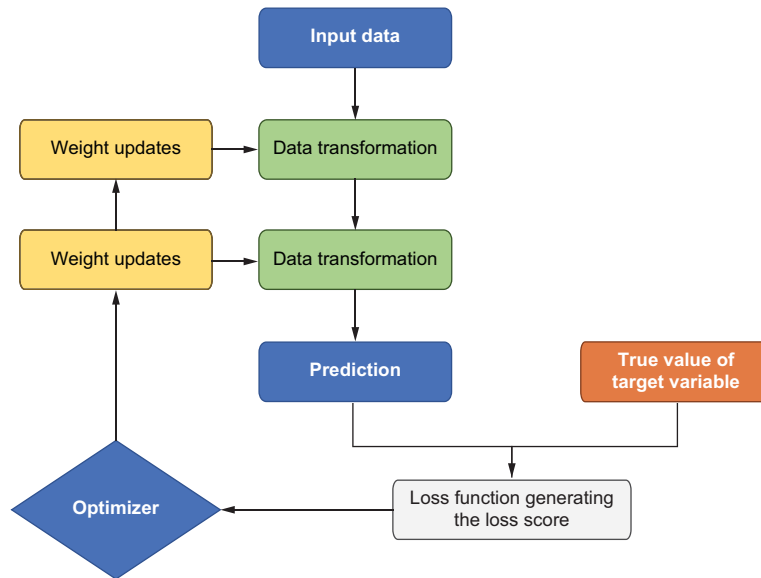 Input data
Weight updates
Data transformation
Weight updates
Data transformation
Prediction
True value of
target variable
Optimizer
Loss function generating
the loss score